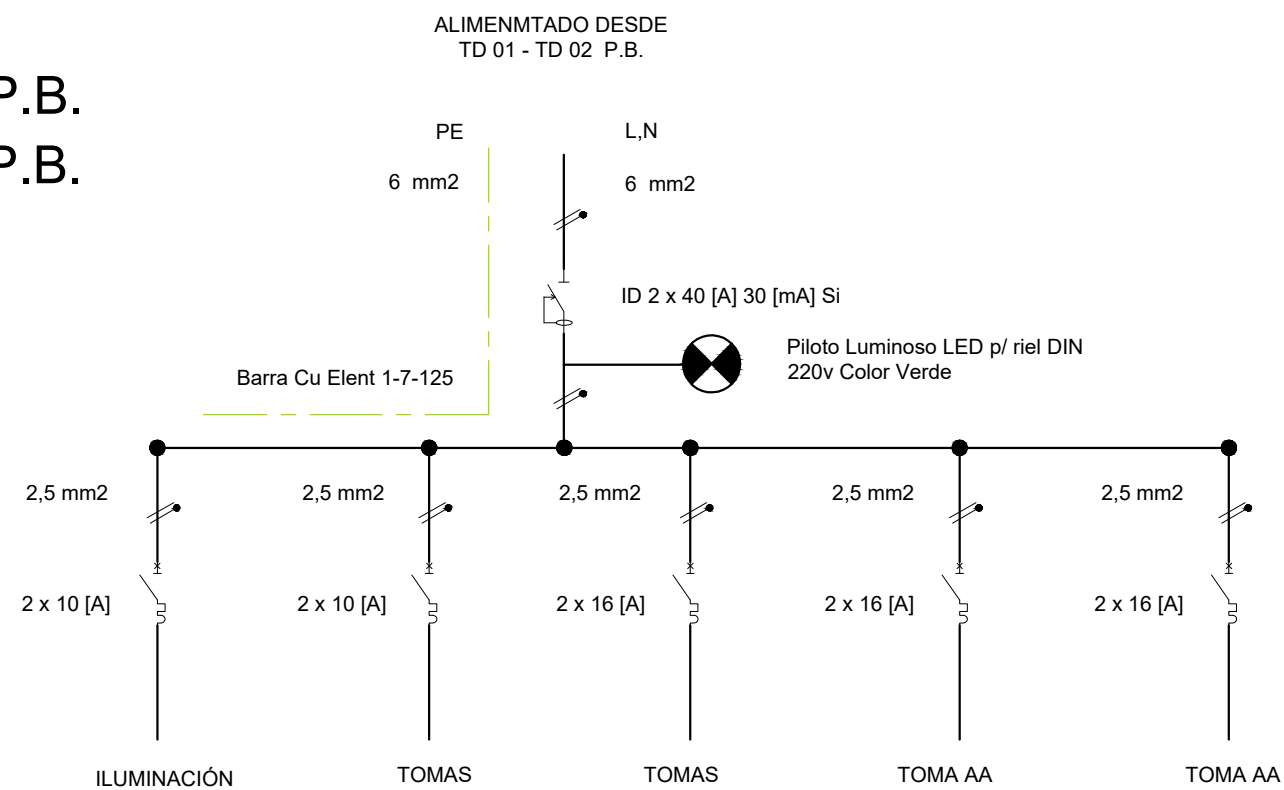 ALIMENMTADO DESDE
TD 01 - TD 02 P.B.
P.B.
P.B.
PE
L,N
6 mm2
6 mm2
ID 2 x 40 [A] 30 [mA] Si
Piloto Luminoso LED p/ riel DIN
220v Color Verde
Barra Cu Elent 1-7-125
2,5 mm2
2,5 mm2
2,5 mm2
2,5 mm2
2,5 mm2
2 x 10 [A]
2 x 10 [A]
2 x 16 [A]
2 x 16 [A]
2 x 16 [A]
ILUMINACIÓN
TOMAS
TOMAS
TOMA AA
TOMA AA